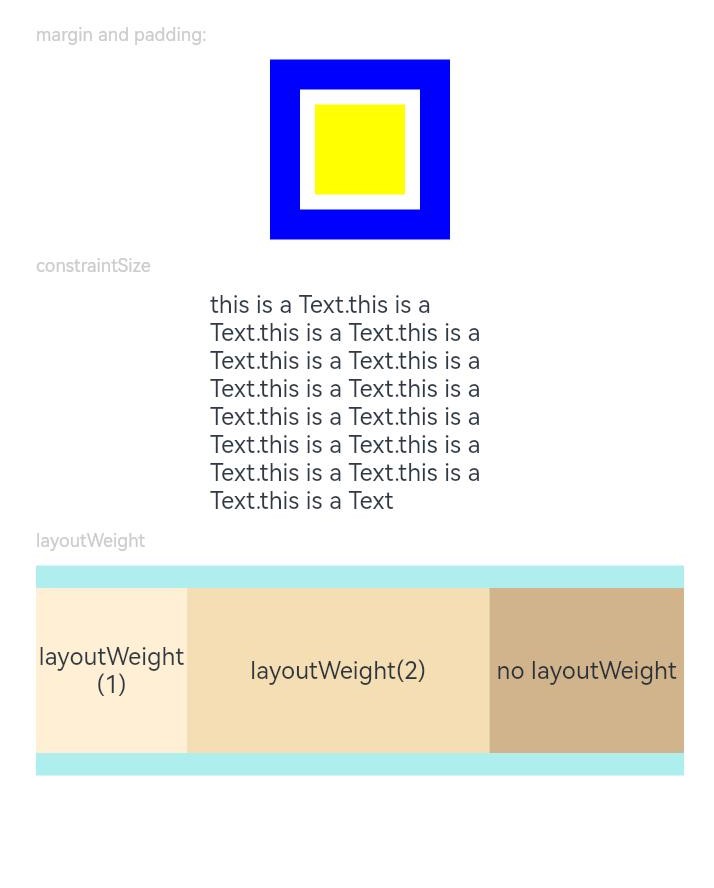 margin and padding:
constraintSize
this is a Text.this is a
Text.this is a Text.this is a
Text.this is a Text.this is a
Text.this is a Text.this is a
Text.this is a Text.this is a
Text.this is a Text.this is a
Text.this is a Text.this is a
Text.this is a Text
layoutWeight
layoutWeight
(1)
layoutWeight(2)
no layoutWeight